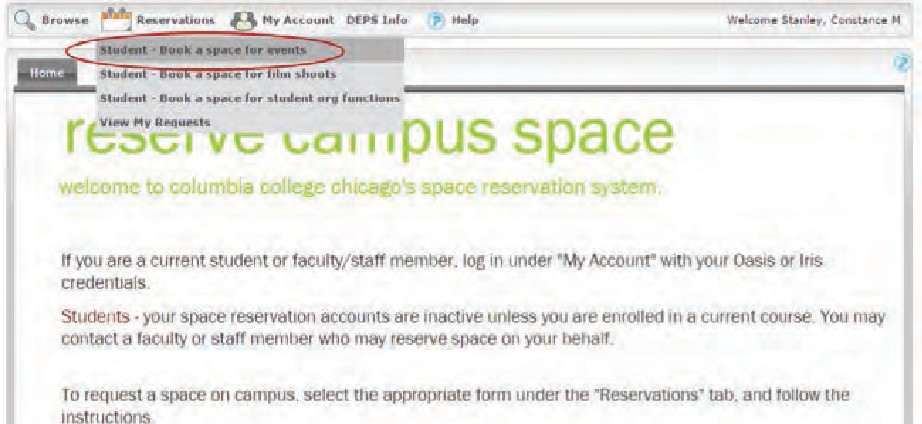 Browse Reservations My Account DEPS Info Help Welcome Stanley, Constance M
Student - Book a space for events
Home
Student - Book a space for film shoots
Student - Book a space for student org functions
View My Requests
reserve campus space
welcome to columbia college chicago's space reservation system.
If you are a current student or faculty/staff member, log in under "My Account" with your Oasis or Iris
credentials.
Students - your space reservation accounts are inactive unless you are enrolled in a current course. You may
contact a faculty or staff member who may reserve space on your behalf.
To request a space on campus, select the appropriate form under the "Reservations" tab, and follow the
instructions.